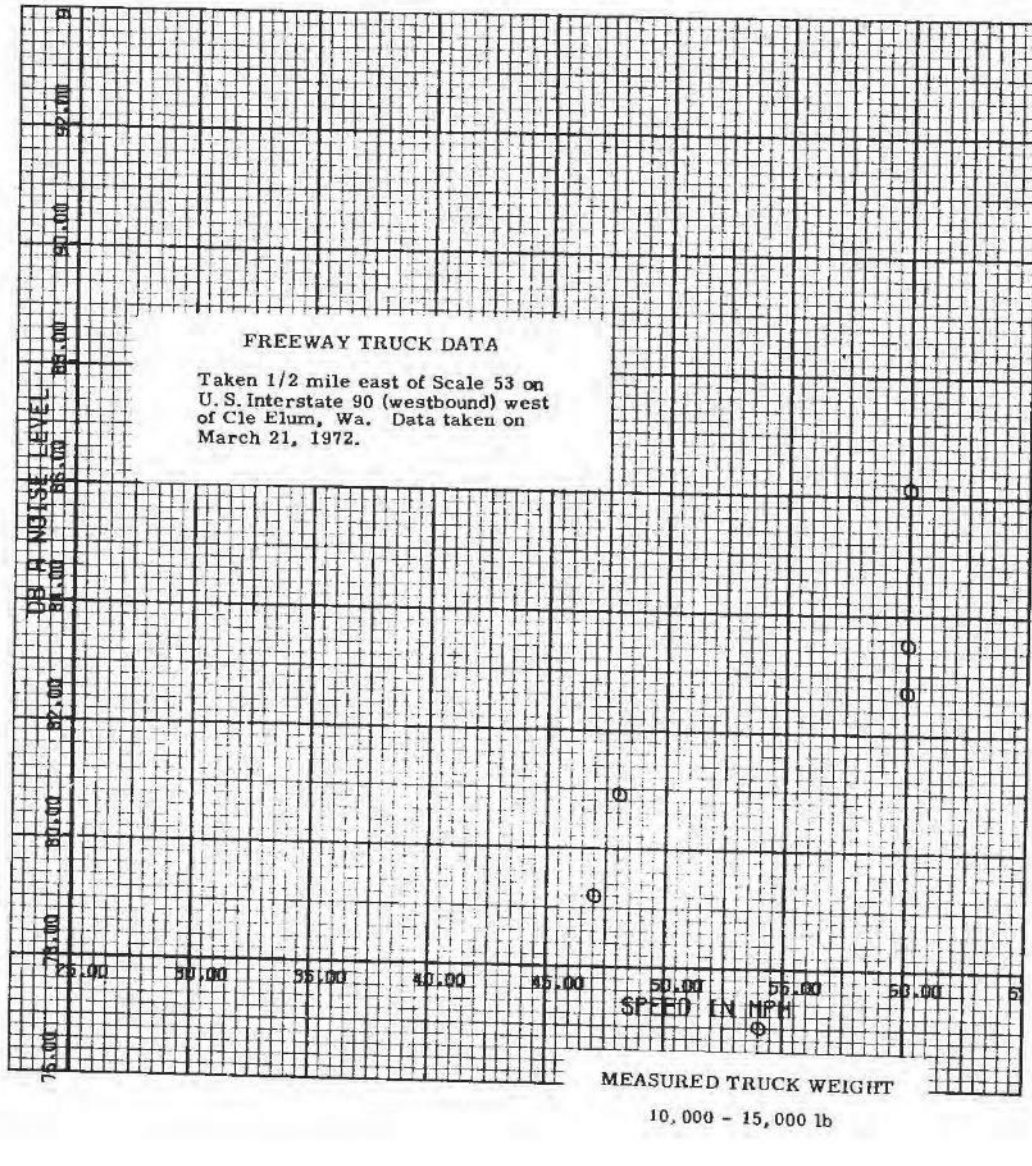 92.00
90.00
88.00
86.00
84.00
82.00
80.00
78.00
76.00
DB A NOISE LEVEL
FREEWAY TRUCK DATA
Taken 1/2 mile east of Scale 53 on
U. S. Interstate 90 (westbound) west
of Cle Elum, Wa. Data taken on
March 21, 1972.
25.00 30.00 35.00 40.00 45.00 50.00 55.00 60.00
SPEED IN MPH
MEASURED TRUCK WEIGHT
10,000 - 15,000 lb